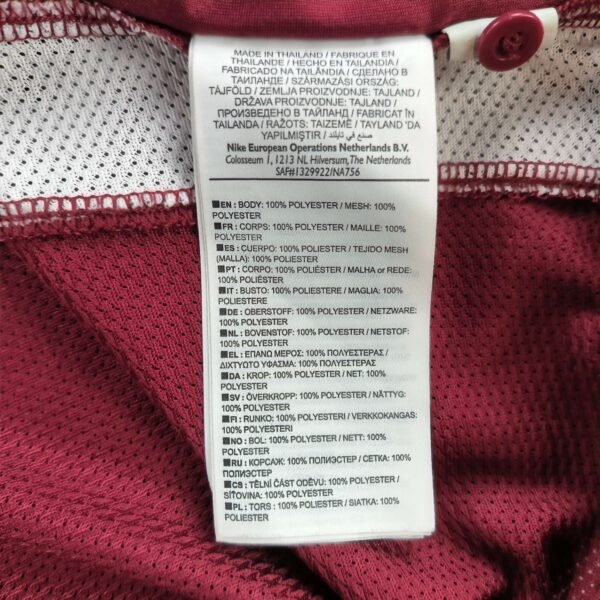 MADE IN THAILAND / FABRIQUE EN
THAILANDE / HECHO EN TAILANDIA /
FABRICADO NA TAILÂNDIA / СДЕЛАНО В
ТАИЛАНДЕ / SZÁRMAZÁSI ORSZÁG:
TÁJFÖLD / ZEMLJA PROIZVODNJE: TAJLAND /
DRŽAVA PROIZVODNJE: TAJLAND /
ПРОИЗВЕДЕНО В ТАЙЛАНД / FABRICAT ÎN
TAILANDA / RAŽOTS: TAIZEMĒ / TAYLAND 'DA
YAPILMIŞTIR / صنع في تايلند
Nike European Operations Netherlands B.V.
Colosseum 1, 1213 NL Hilversum, The Netherlands
SAF#1329922/NA756
■EN : BODY: 100% POLYESTER / MESH: 100%
POLYESTER
■FR : CORPS: 100% POLYESTER / MAILLE: 100%
POLYESTER
■ES : CUERPO: 100% POLYESTER / TEJIDO MESH
(MALLA): 100% POLYESTER
■PT : CORPO: 100% POLIÉSTER / MALHA or REDE:
100% POLIÉSTER
■IT : BUSTO: 100% POLIESTERE / MAGLIA: 100%
POLIESTERE
■DE : OBERSTOFF: 100% POLYESTER / NETZWARE:
100% POLYESTER
■NL : BOVENSTOF: 100% POLYESTER / NETSTOF:
100% POLYESTER
■EL : ΕΠΑΝΩ ΜΕΡΟΣ: 100% ΠΟΛΥΕΣΤΕΡΑΣ /
ΔΙΧΤΥΩΤΟ ΥΦΑΣΜΑ: 100% ΠΟΛΥΕΣΤΕΡΑΣ
■DA : KROP: 100% POLYESTER / NET: 100%
POLYESTER
■SV : ÖVERKROPP: 100% POLYESTER / NÄTTYG:
100% POLYESTER
■FI : RUNKO: 100% POLYESTERI / VERKKOKANGAS:
100% POLYESTERI
■NO : BOL: 100% POLYESTER / NETT: 100%
POLYESTER
■RU : КОРСАЖ: 100% ПОЛИЭСТЕР / СЕТКА: 100%
ПОЛИЭСТЕР
■CS : TĚLNÍ ČÁST ODĚVU: 100% POLYESTER /
SÍŤOVINA: 100% POLYESTER
■PL : TORS : 100% POLIESTER / SIATKA: 100%
POLIESTER